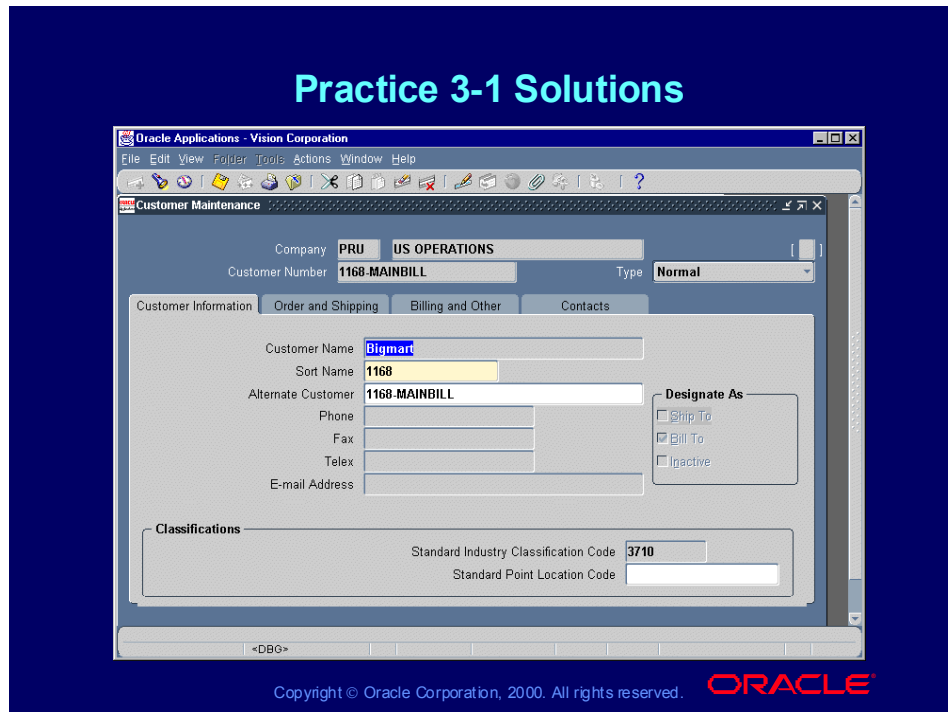 Practice 3-1 Solutions
Oracle Applications - Vision Corporation
File Edit View Folder Tools Actions Window Help
Customer Maintenance
Company PRU US OPERATIONS [ ]
Customer Number 1168-MAINBILL Type Normal
Customer Information Order and Shipping Billing and Other Contacts
Customer Name Bigmart
Sort Name 1168
Alternate Customer 1168-MAINBILL
Designate As
Phone
Ship To
Fax
Bill To
Telex
Inactive
E-mail Address
Classifications
Standard Industry Classification Code 3710
Standard Point Location Code
<DBG>
Copyright © Oracle Corporation, 2000. All rights reserved. ORACLE®